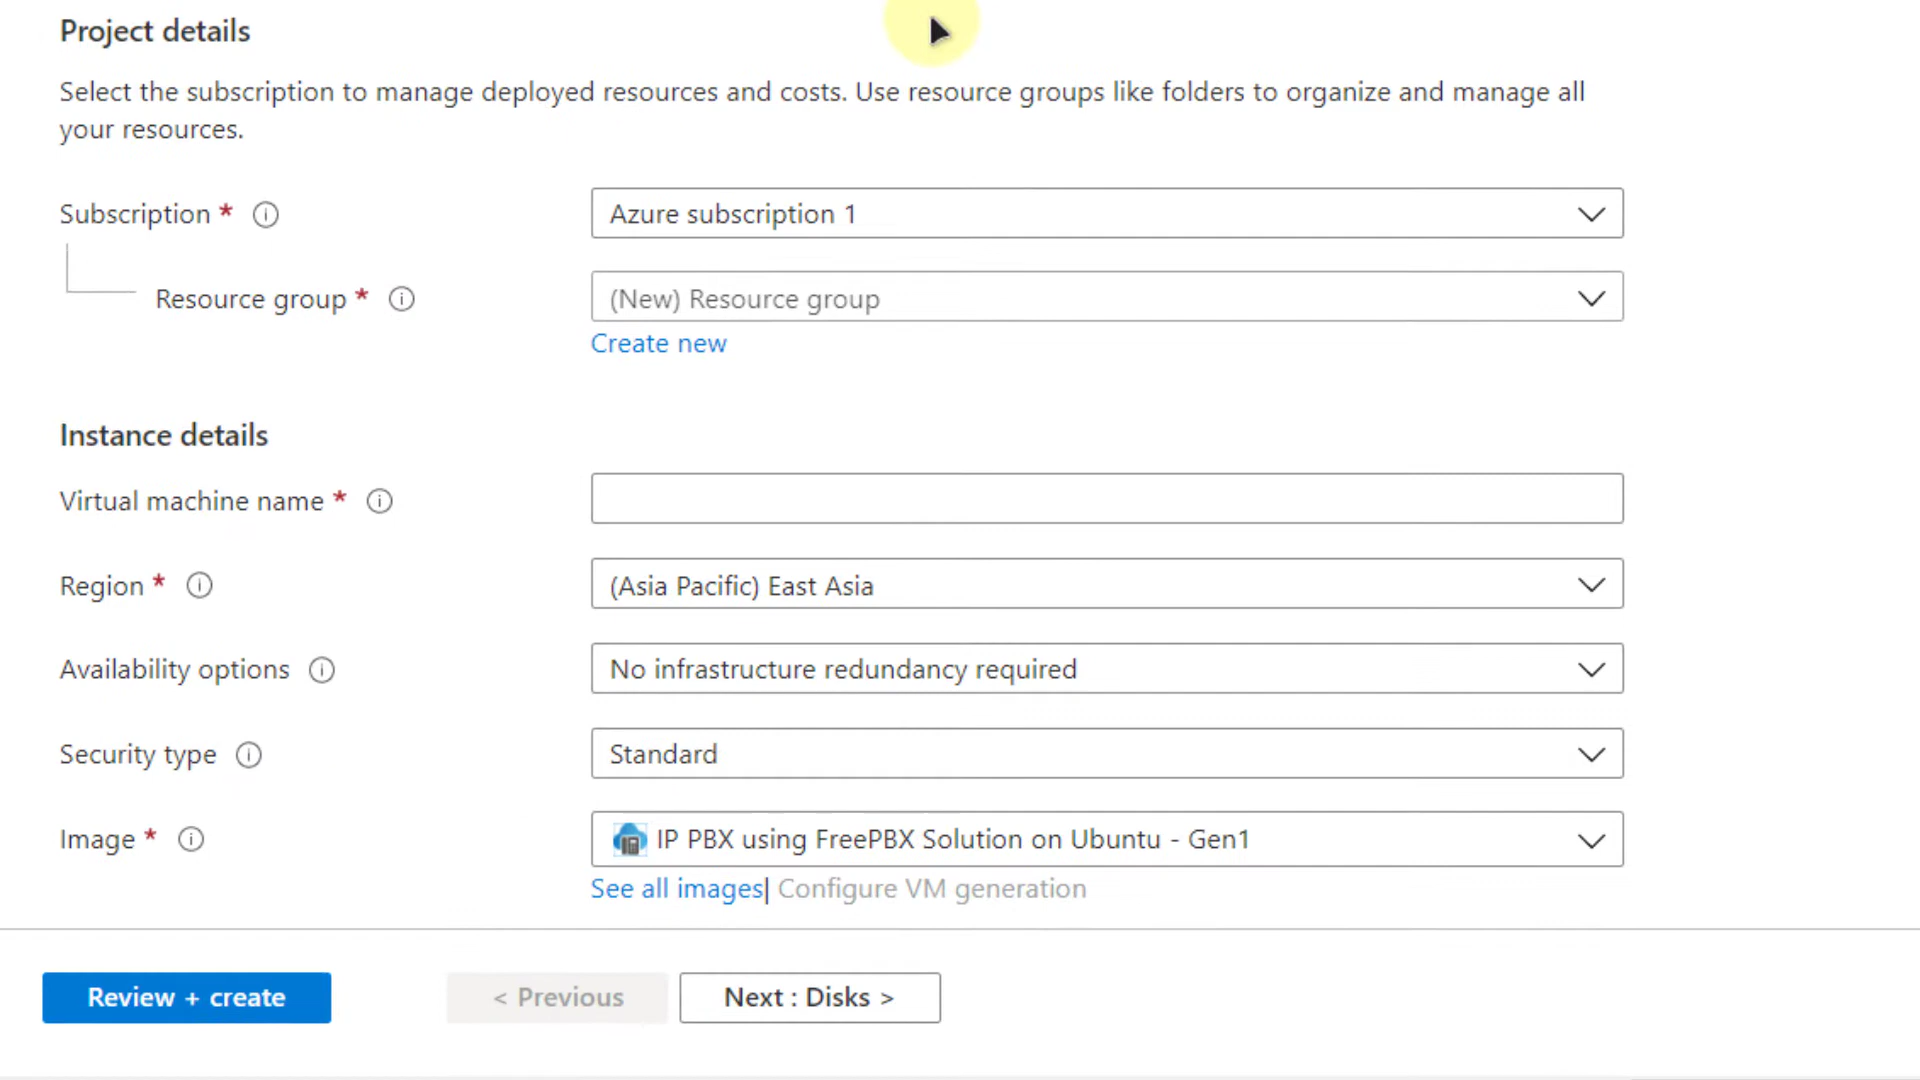 Project details
Select the subscription to manage deployed resources and costs. Use resource groups like folders to organize and manage all
your resources.
Subscription *
Azure subscription 1
Resource group *
(New) Resource group
Create new
Instance details
Virtual machine name *
Region *
(Asia Pacific) East Asia
Availability options
No infrastructure redundancy required
Security type
Standard
Image *
IP PBX using FreePBX Solution on Ubuntu - Gen1
See all images| Configure VM generation
Review + create
< Previous
Next : Disks >